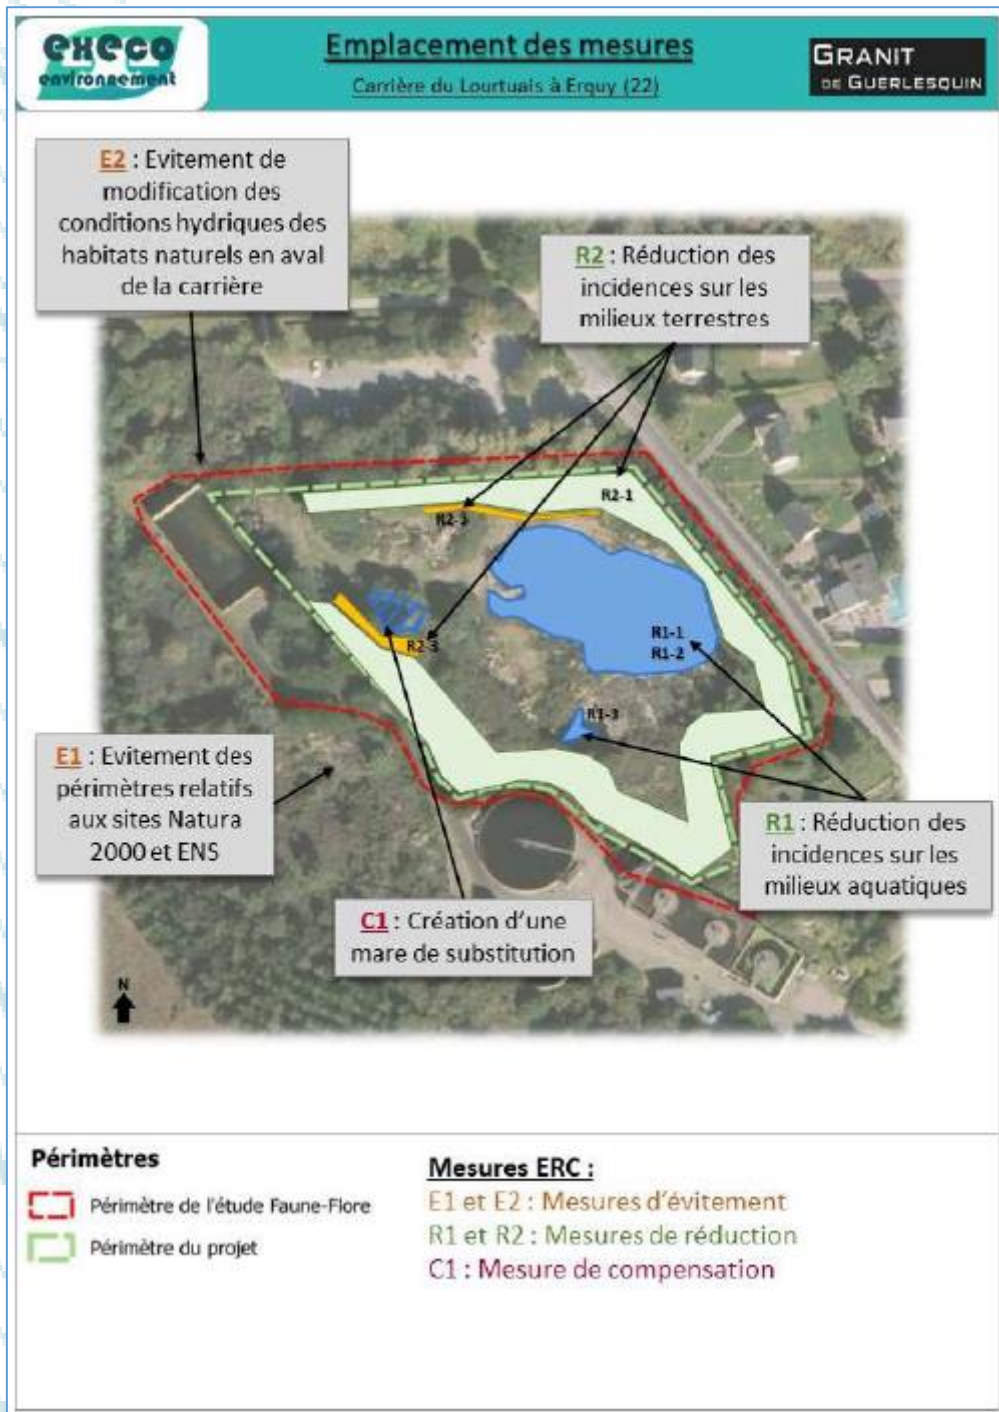 execo
environnement
Emplacement des mesures
Carrière du Lourtuais à Erquy (22)
GRANIT
DE GUERLESQUIN
E2 : Evitement de
modification des
conditions hydriques des
habitats naturels en aval
de la carrière
R2 : Réduction des
incidences sur les
milieux terrestres
R2-1
R2-3
R2-3
R1-1
R1-2
R1-3
E1 : Evitement des
périmètres relatifs
aux sites Natura
2000 et ENS
R1 : Réduction des
incidences sur les
milieux aquatiques
C1 : Création d'une
mare de substitution
N
Périmètres
Périmètre de l'étude Faune-Flore
Périmètre du projet
Mesures ERC :
E1 et E2 : Mesures d'évitement
R1 et R2 : Mesures de réduction
C1 : Mesure de compensation